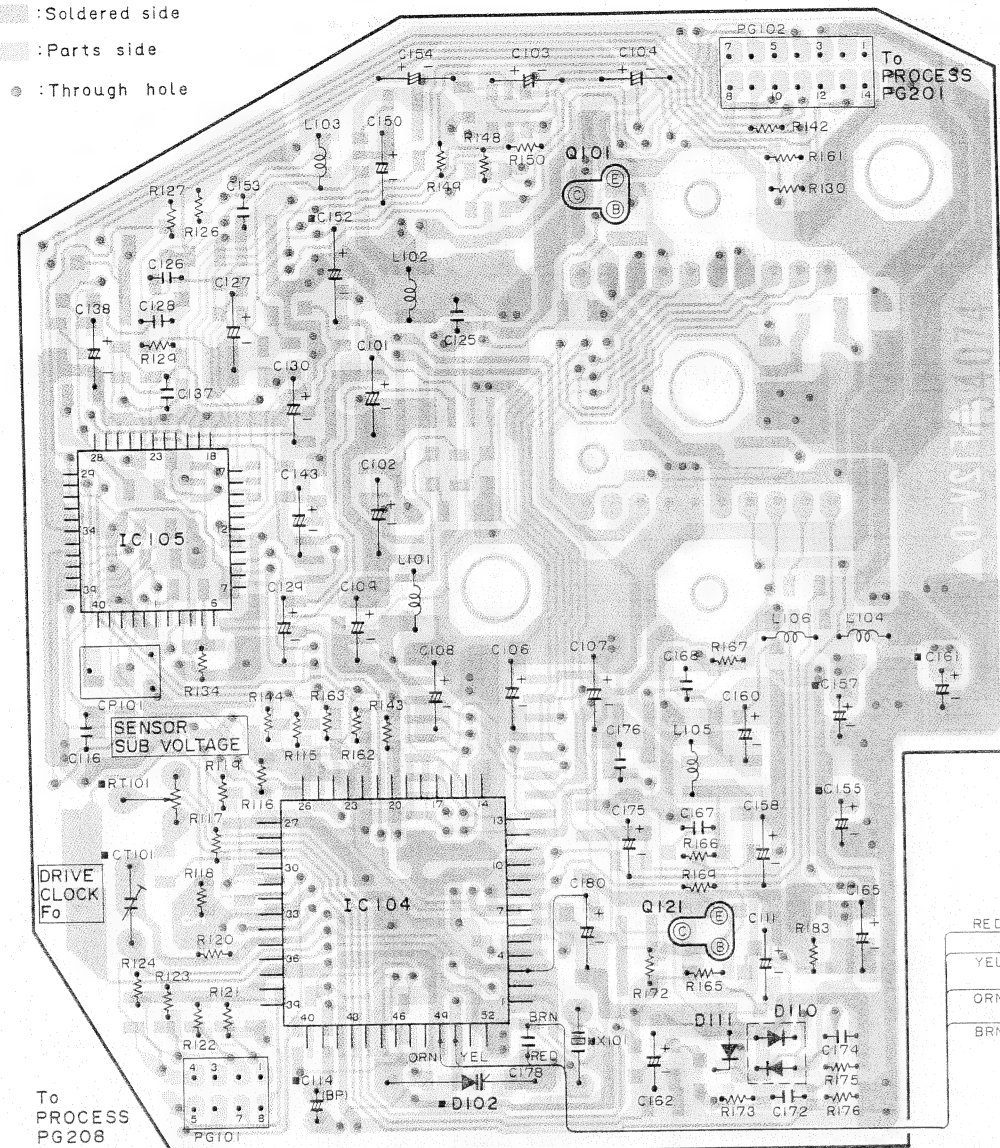 : Soldered side
: Parts side
: Through hole
PG102
7 5 3 1
8 10 12 14
To
PROCESS
PG201
C154
C103
C104
L103
C150
R148
R149
R150
Q101
C
E
B
R142
R161
R130
R127
R126
C153
C152
L102
C126
C127
C128
C138
R129
C125
C130
C101
C137
28 23 18
29
34
39
17
12
7
40 1 6
IC105
C143
C102
L101
C129
C109
C108
C106
C107
C168
R167
L106
L104
C161
C157
CP101
R134
R144
R163
R143
C160
SENSOR
SUB VOLTAGE
R115
R162
C176
L105
C116
RT101
R119
R116
26 23 20 17 14
C175
C167
C158
C155
R117
27
13
R166
CT101
30
10
R169
DRIVE
CLOCK
Fo
R118
33
IC104
7
C180
Q121
C
E
B
C111
R183
C165
R120
36
4
R124
R123
39
1
R172
R165
R121
40 43 46 49 52
BRN
D111
D110
RED
YEL
ORN
BRN
R122
ORN
YEL
RED
C178
X101
C174
4 3 1
5 7 8
C114
(BP)
D102
C162
R175
R173
C172
R176
To
PROCESS
PG208
PG101